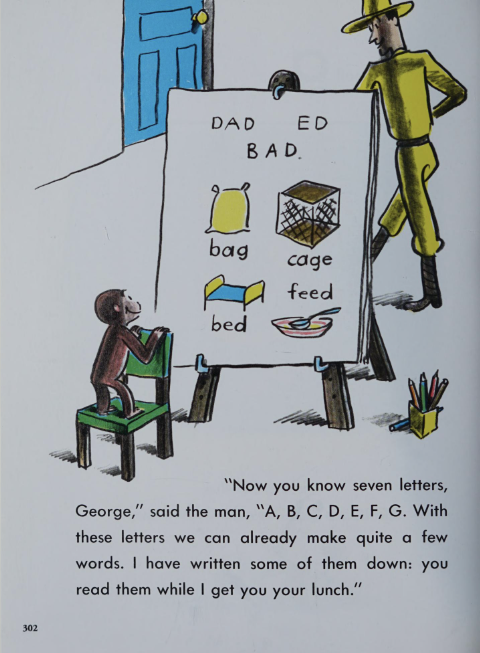 DAD ED
BAD.
bag cage
bed feed
"Now you know seven letters,
George," said the man, "A, B, C, D, E, F, G. With
these letters we can already make quite a few
words. I have written some of them down: you
read them while I get you your lunch."
302